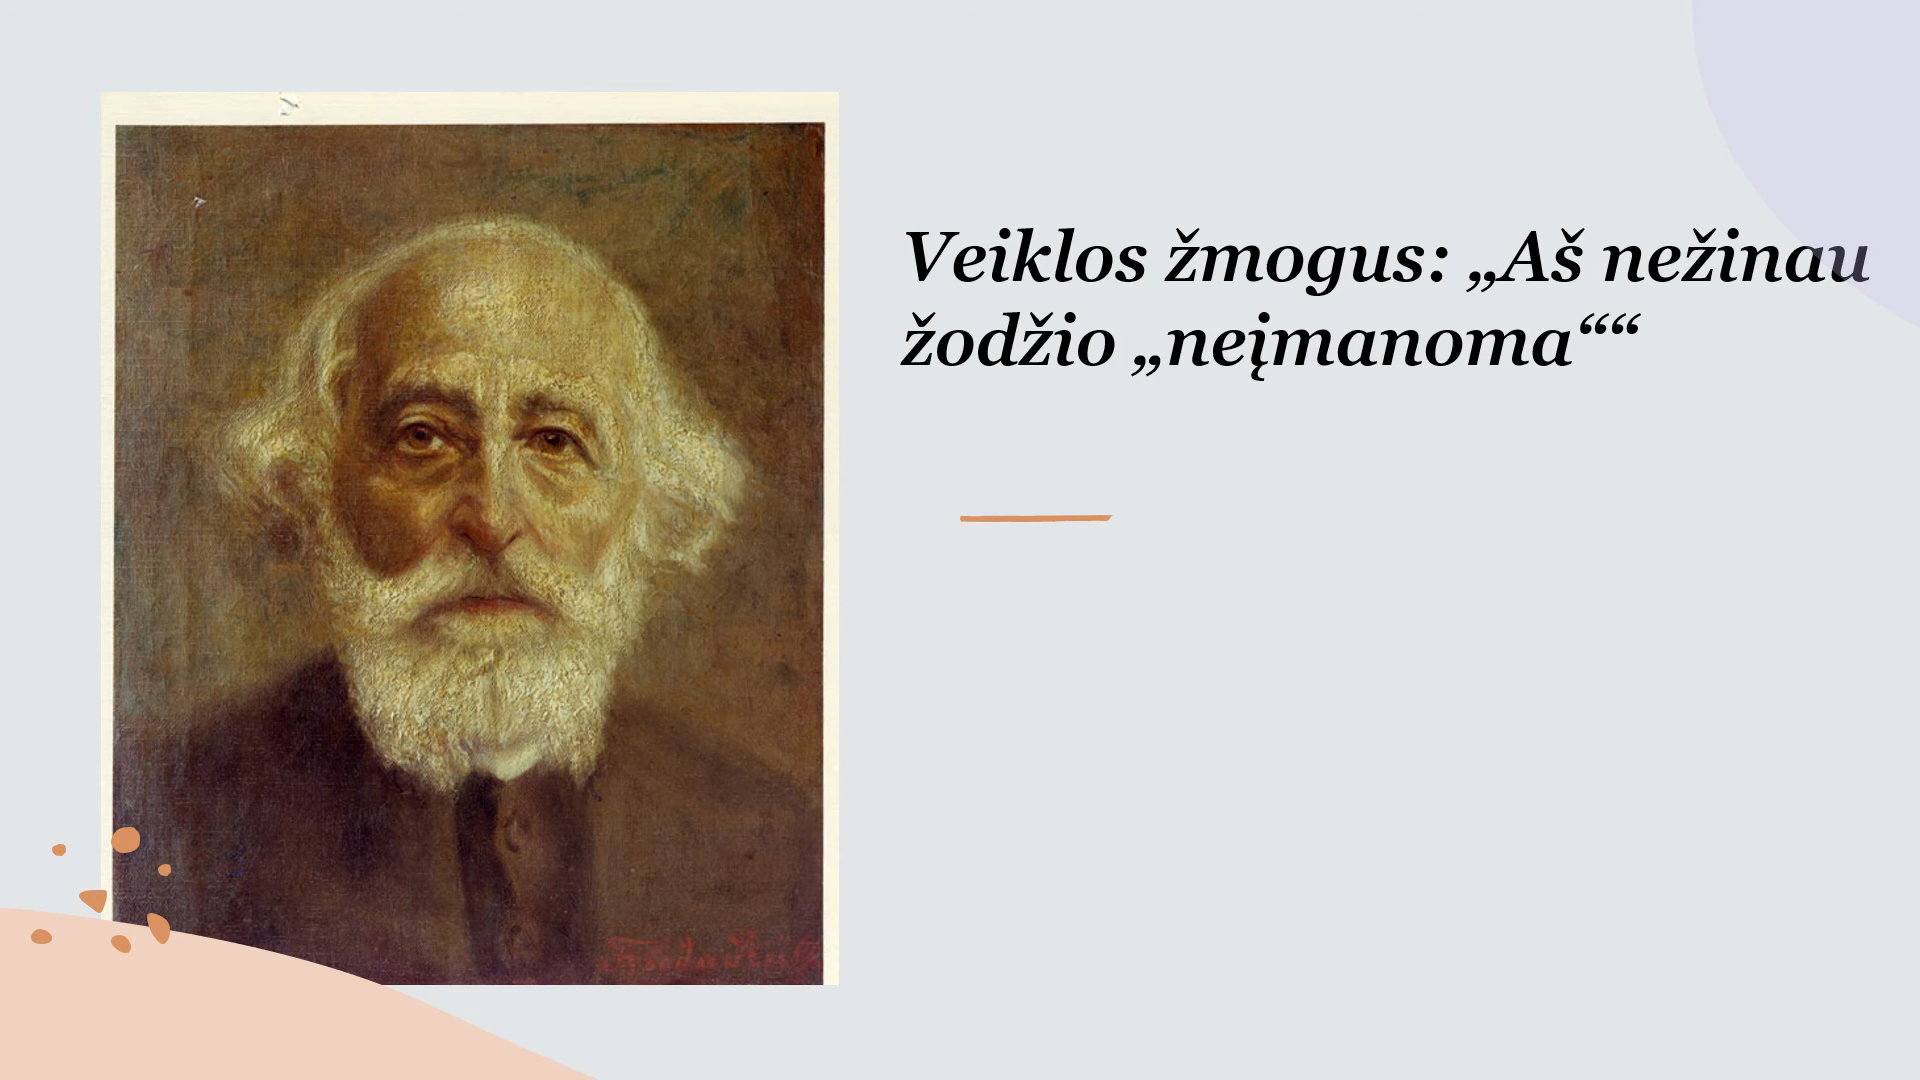 Veiklos žmogus: „Aš nežinau
žodžio „neįmanoma““